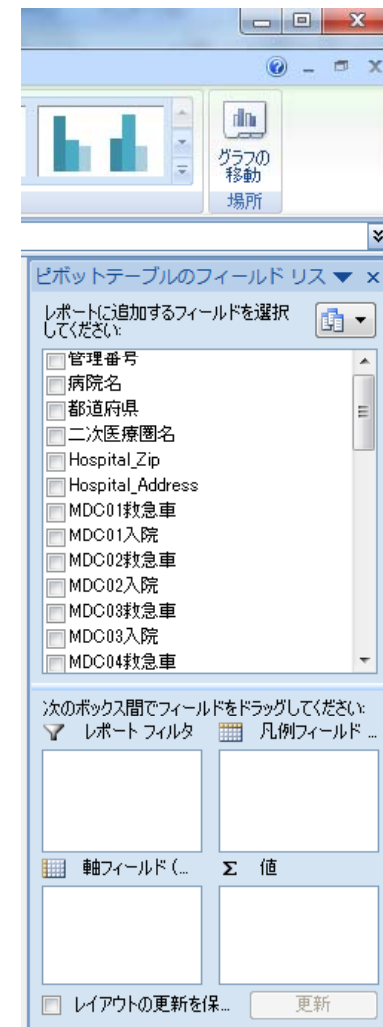 グラフの
移動
場所
ピボットテーブルのフィールド リス
レポートに追加するフィールドを選択
してください:
管理番号
病院名
都道府県
二次医療圏名
Hospital_Zip
Hospital_Address
MDC01救急車
MDC01入院
MDC02救急車
MDC02入院
MDC03救急車
MDC03入院
MDC04救急車
次のボックス間でフィールドをドラッグしてください:
レポート フィルタ
凡例フィールド ...
軸フィールド (...
Σ 値
レイアウトの更新を保...
更新